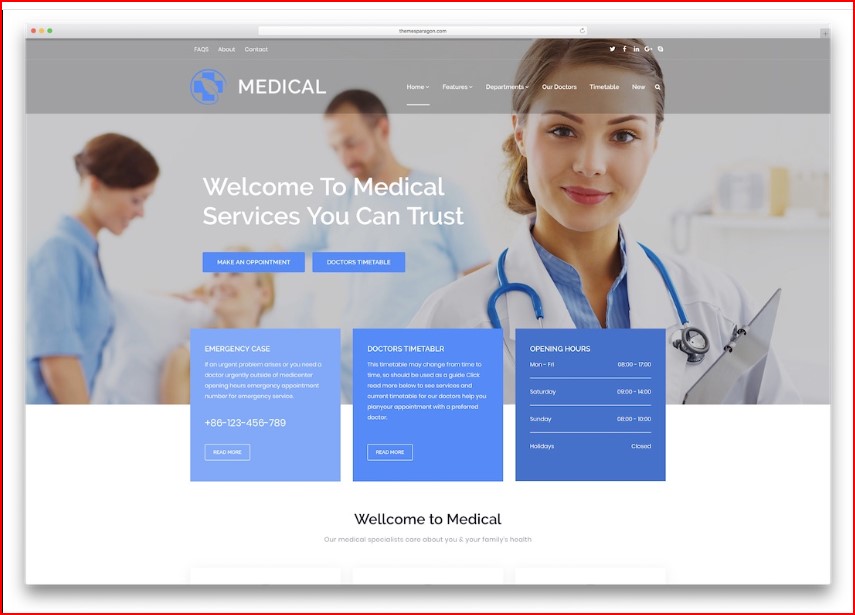 themeparagon.com
FAQS About Contact
MEDICAL
Home Features Departments Our Doctors Timetable New
Welcome To Medical
Services You Can Trust
MAKE AN OPPOINTMENT DOCTORS TIMETABLE
EMERGENCY CASE
If an urgent problem arises or you need a
doctor urgently outside of medicenter
opening hours emergency appointment
number for emergency service.
+86-123-456-789
READ MORE
DOCTORS TIMETABLR
This timetable may change from time to
time, so should be used as a guide Click
read more below to see services and
current timatable for our doctors help you
plan your appointment with a preferred
doctor.
READ MORE
OPENING HOURS
Mon - Fri 08:00 - 17:00
Saturday 09:00 - 14:00
Sunday 08:00 - 10:00
Holidays Closed
Wellcome to Medical
Our medical specielists care about you & your family's health